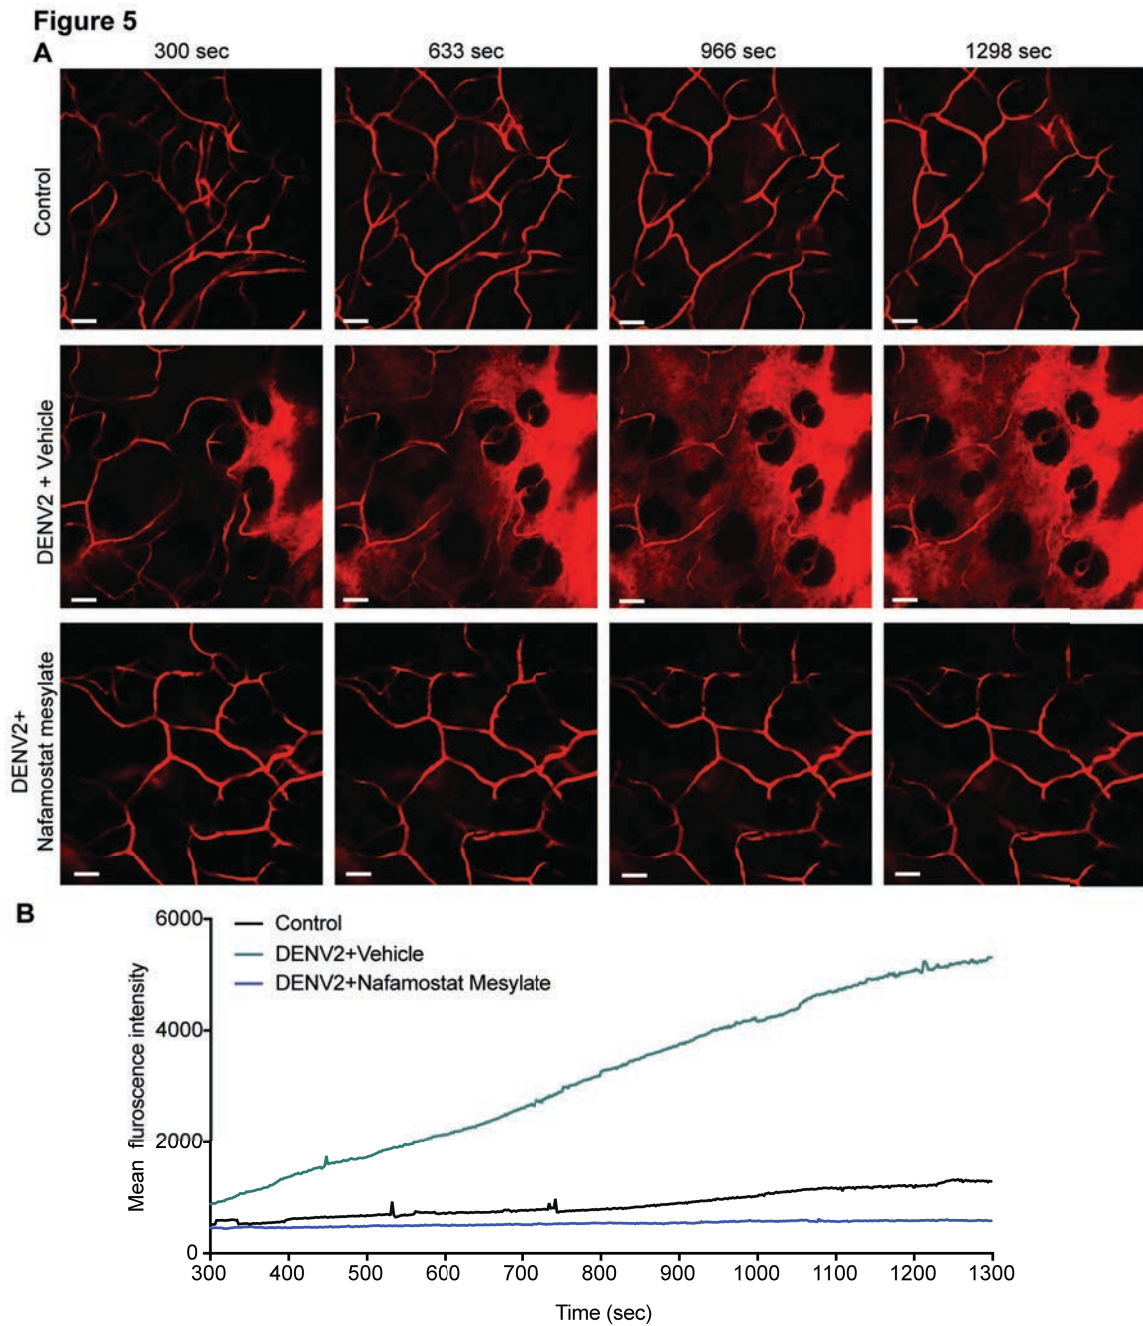 Figure 5
A
300 sec
633 sec
966 sec
1298 sec
Control
DENV2 + Vehicle
DENV2+
Nafamostat mesylate
B
Mean fluroscence intensity
6000
4000
2000
0
Control
DENV2+Vehicle
DENV2+Nafamostat Mesylate
300 400 500 600 700 800 900 1000 1100 1200 1300
Time (sec)